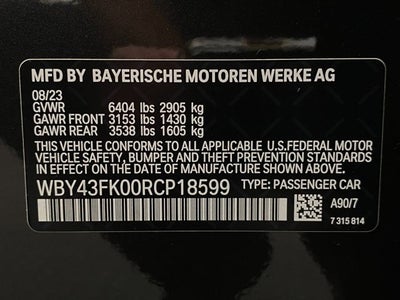 MFD BY BAYERISCHE MOTOREN WERKE AG
08/23
GVWR 6404 lbs 2905 kg
GAWR FRONT 3153 lbs 1430 kg
GAWR REAR 3538 lbs 1605 kg
THIS VEHICLE CONFORMS TO ALL APPLICABLE U.S.FEDERAL MOTOR
VEHICLE SAFETY, BUMPER, AND THEFT PREVENTION STANDARDS
IN EFFECT ON THE DATE OF MANUFACTURE SHOWN ABOVE.
WBY43FK00RCP18599 TYPE: PASSENGER CAR
A90/7
7 315 814